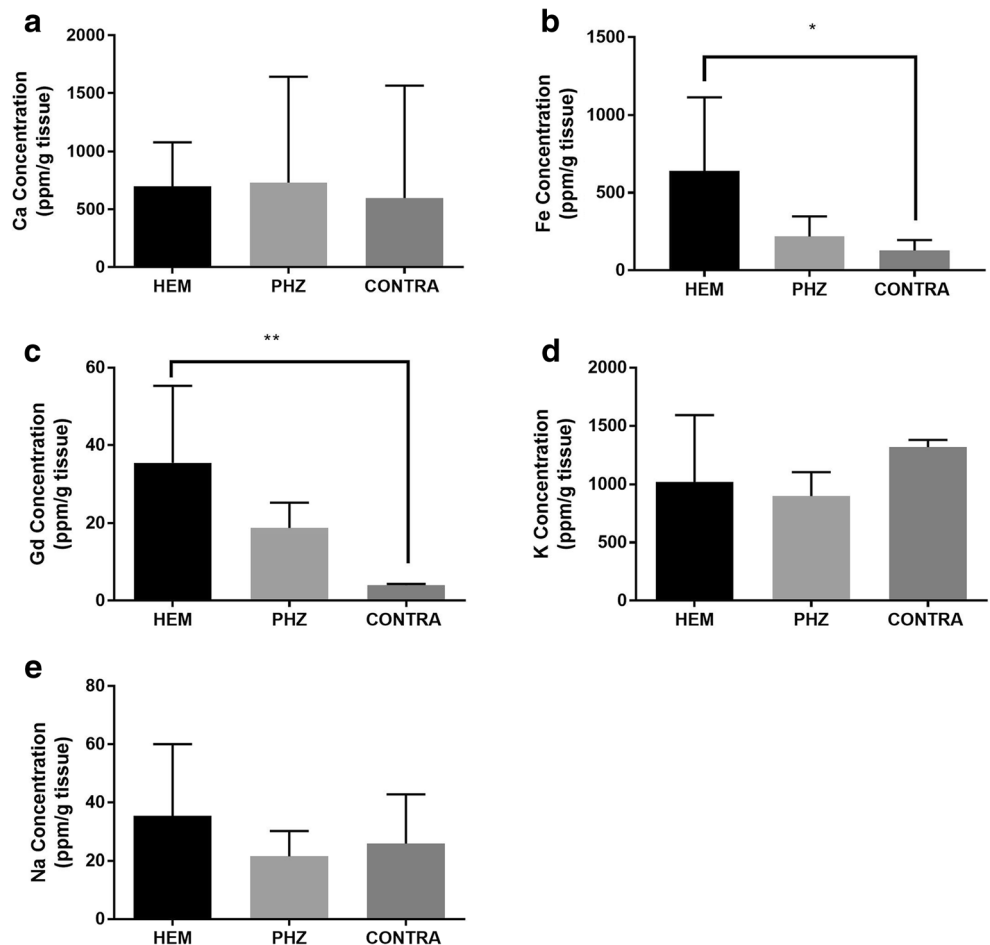 a
Ca Concentration
(ppm/g tissue)
2000
1500
1000
500
0
HEM PHZ CONTRA
b
*
Fe Concentration
(ppm/g tissue)
1500
1000
500
0
HEM PHZ CONTRA
c
**
Gd Concentration
(ppm/g tissue)
60
40
20
0
HEM PHZ CONTRA
d
K Concentration
(ppm/g tissue)
2000
1500
1000
500
0
HEM PHZ CONTRA
e
Na Concentration
(ppm/g tissue)
80
60
40
20
0
HEM PHZ CONTRA